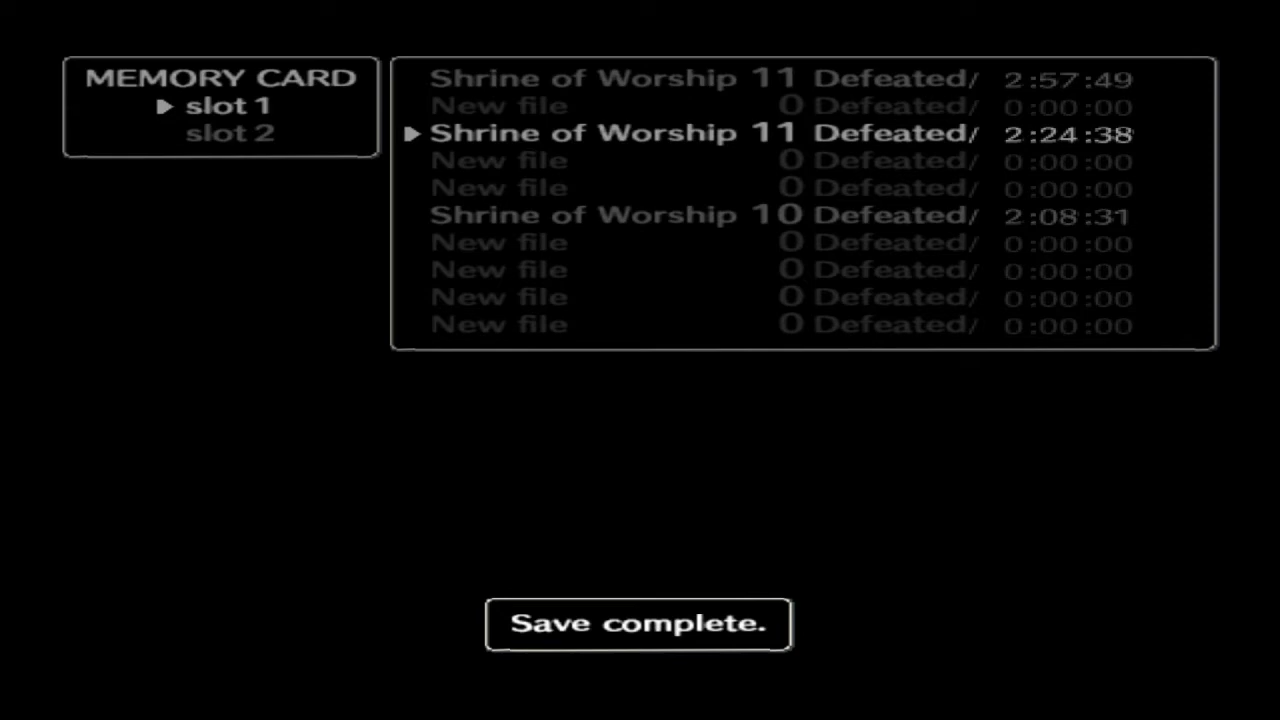 MEMORY CARD
slot 1
slot 2
Shrine of Worship 11 Defeated/ 2:57:49
New file 0 Defeated/ 0:00:00
Shrine of Worship 11 Defeated/ 2:24:38
New file 0 Defeated/ 0:00:00
New file 0 Defeated/ 0:00:00
Shrine of Worship 10 Defeated/ 2:08:31
New file 0 Defeated/ 0:00:00
New file 0 Defeated/ 0:00:00
New file 0 Defeated/ 0:00:00
New file 0 Defeated/ 0:00:00
Save complete.